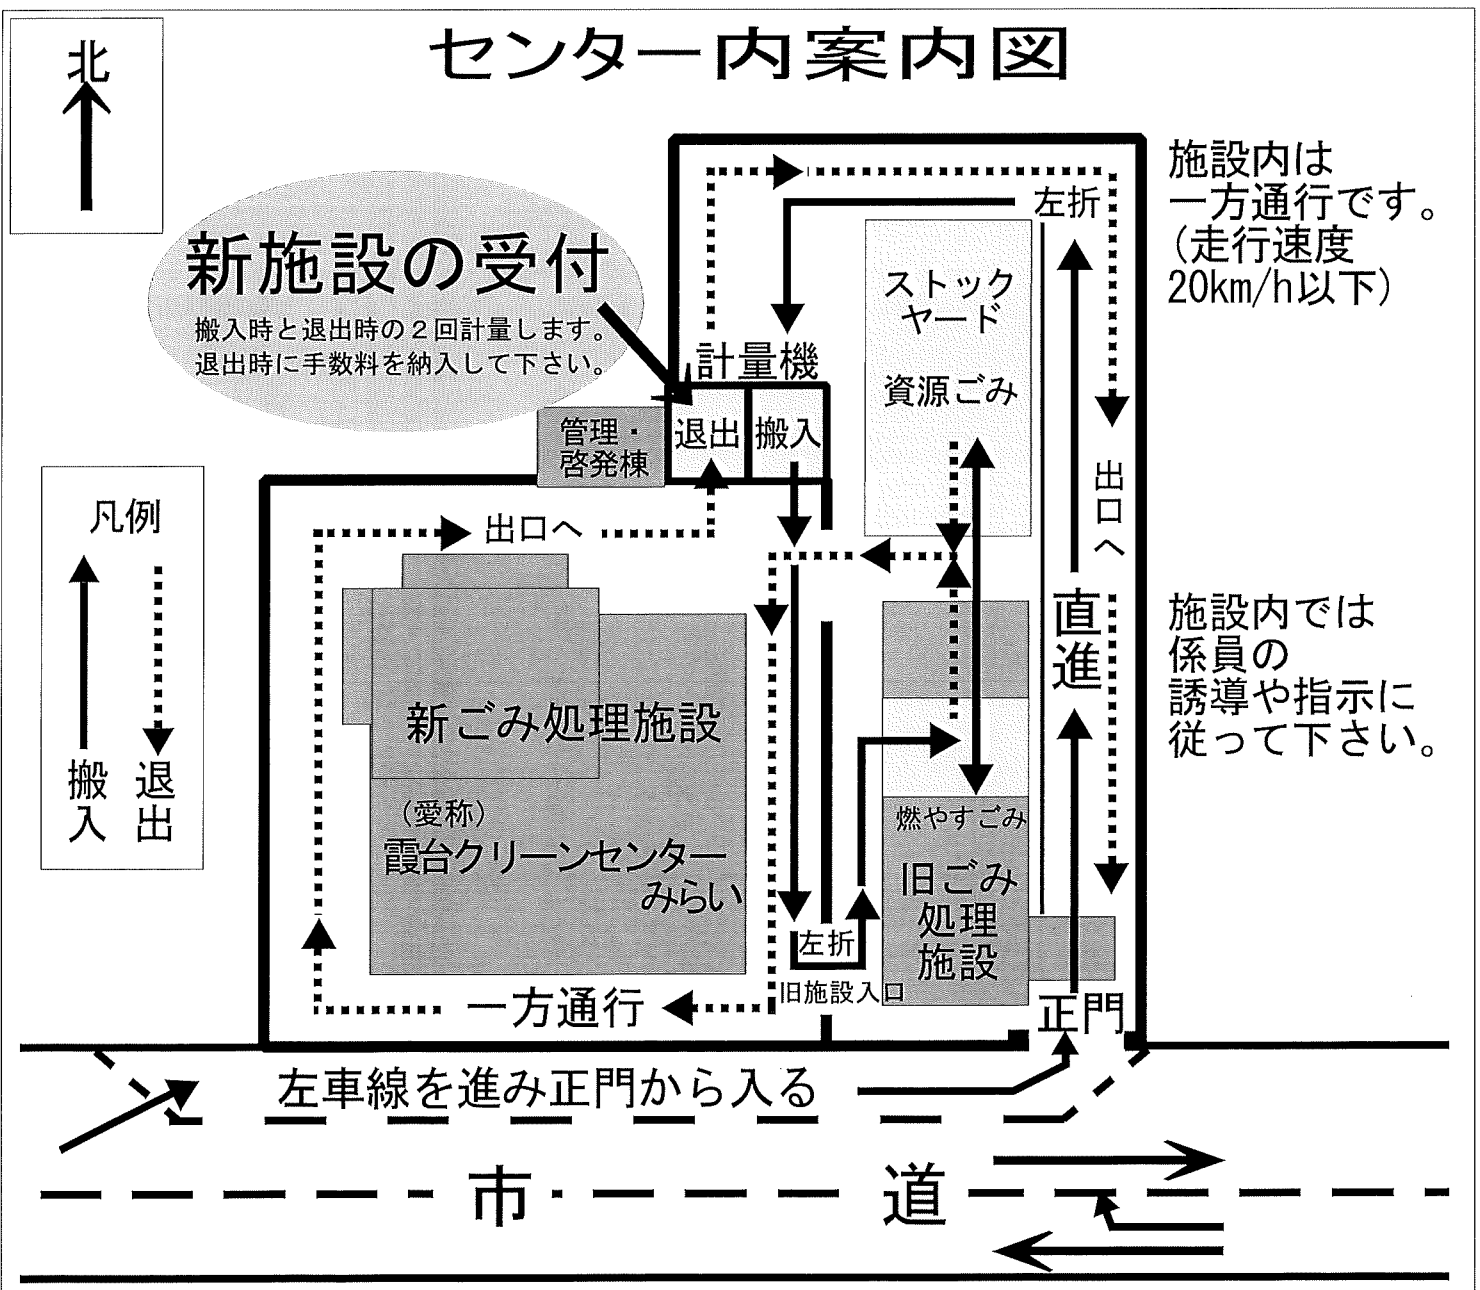 センター内案内図
北
新施設の受付
搬入時と退出時の２回計量します。
退出時に手数料を納入して下さい。
施設内は
一方通行です。
（走行速度
20km/h以下）
左折
ストック
ヤード
資源ごみ
計量機
退出
搬入
管理・
啓発棟
出口へ
出口へ
凡例
搬入
退出
直進
施設内では
係員の
誘導や指示に
従って下さい。
新ごみ処理施設
（愛称）
霞台クリーンセンター
みらい
燃やすごみ
旧ごみ
処理
施設
左折
旧施設入口
一方通行
正門
左車線を進み正門から入る
市道